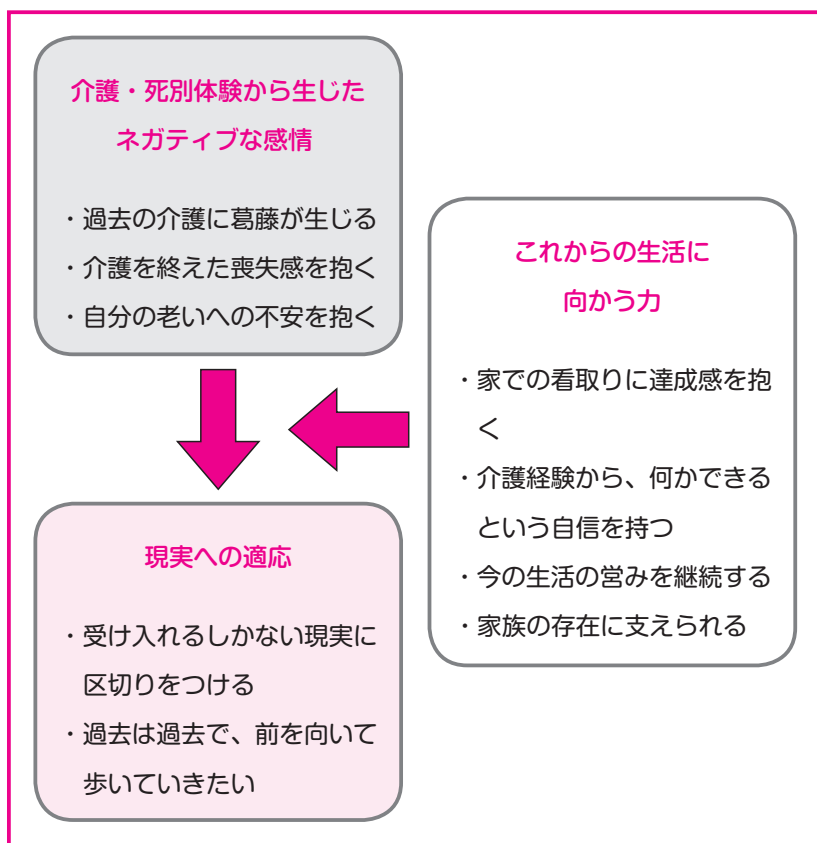 介護・死別体験から生じた
ネガティブな感情
・過去の介護に葛藤が生じる
・介護を終えた喪失感を抱く
・自分の老いへの不安を抱く
これからの生活に
向かう力
・家での看取りに達成感を抱
く
・介護経験から、何かできる
という自信を持つ
・今の生活の営みを継続する
・家族の存在に支えられる
現実への適応
・受け入れるしかない現実に
区切りをつける
・過去は過去で、前を向いて
歩いていきたい